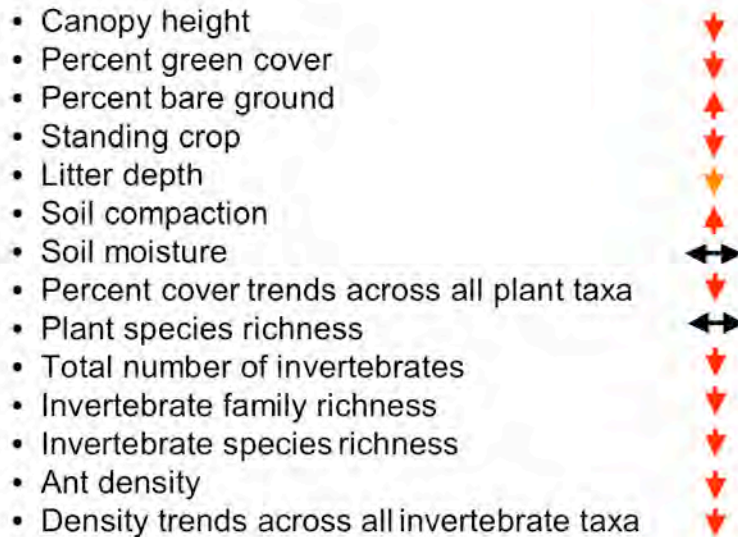 • Canopy height
• Percent green cover
• Percent bare ground
• Standing crop
• Litter depth
• Soil compaction
• Soil moisture
• Percent cover trends across all plant taxa
• Plant species richness
• Total number of invertebrates
• Invertebrate family richness
• Invertebrate species richness
• Ant density
• Density trends across all invertebrate taxa